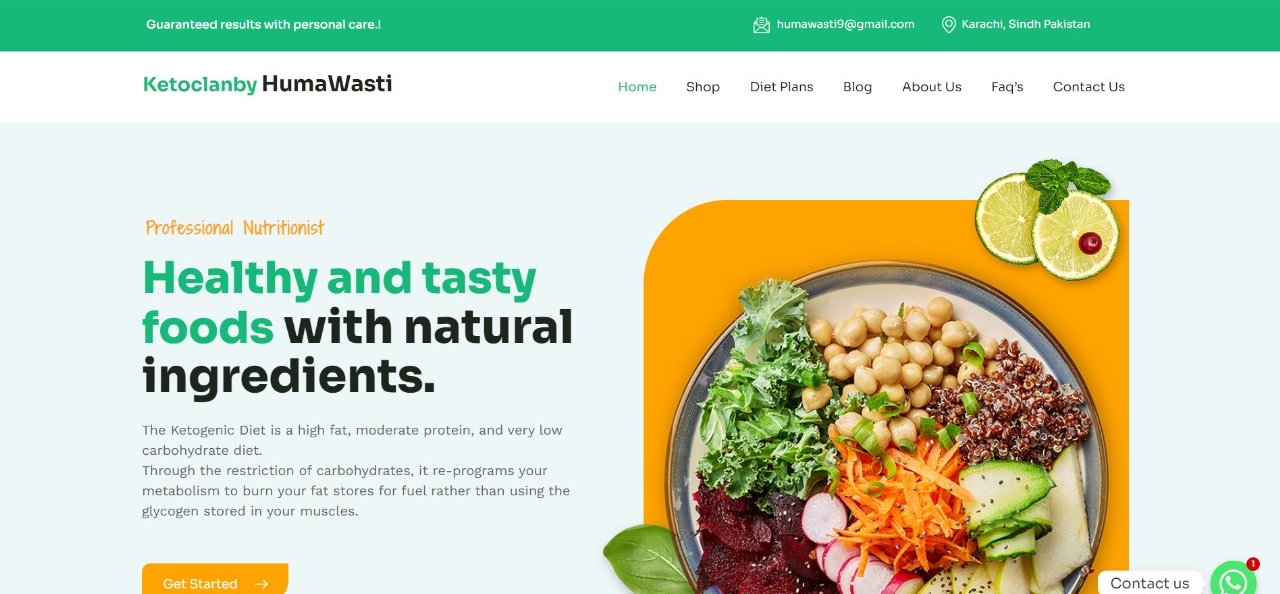 Guaranteed results with personal care.!
humawasti9@gmail.com
Karachi, Sindh Pakistan
Ketoclanby HumaWasti
Home
Shop
Diet Plans
Blog
About Us
Faq's
Contact Us
Professional Nutritionist
Healthy and tasty
foods with natural
ingredients.
The Ketogenic Diet is a high fat, moderate protein, and very low
carbohydrate diet.
Through the restriction of carbohydrates, it re-programs your
metabolism to burn your fat stores for fuel rather than using the
glycogen stored in your muscles.
Get Started
Contact us
1